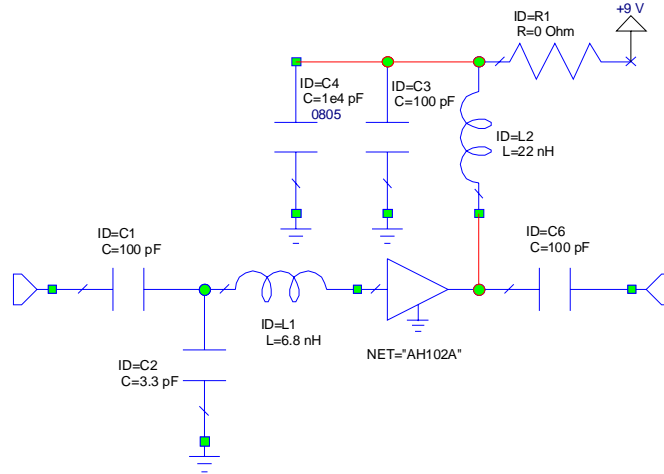 ID=R1
R=0 Ohm
+9 V
ID=C4
C=1e4 pF
0805
ID=C3
C=100 pF
ID=L2
L=22 nH
ID=C1
C=100 pF
ID=C6
C=100 pF
ID=L1
L=6.8 nH
NET="AH102A"
ID=C2
C=3.3 pF